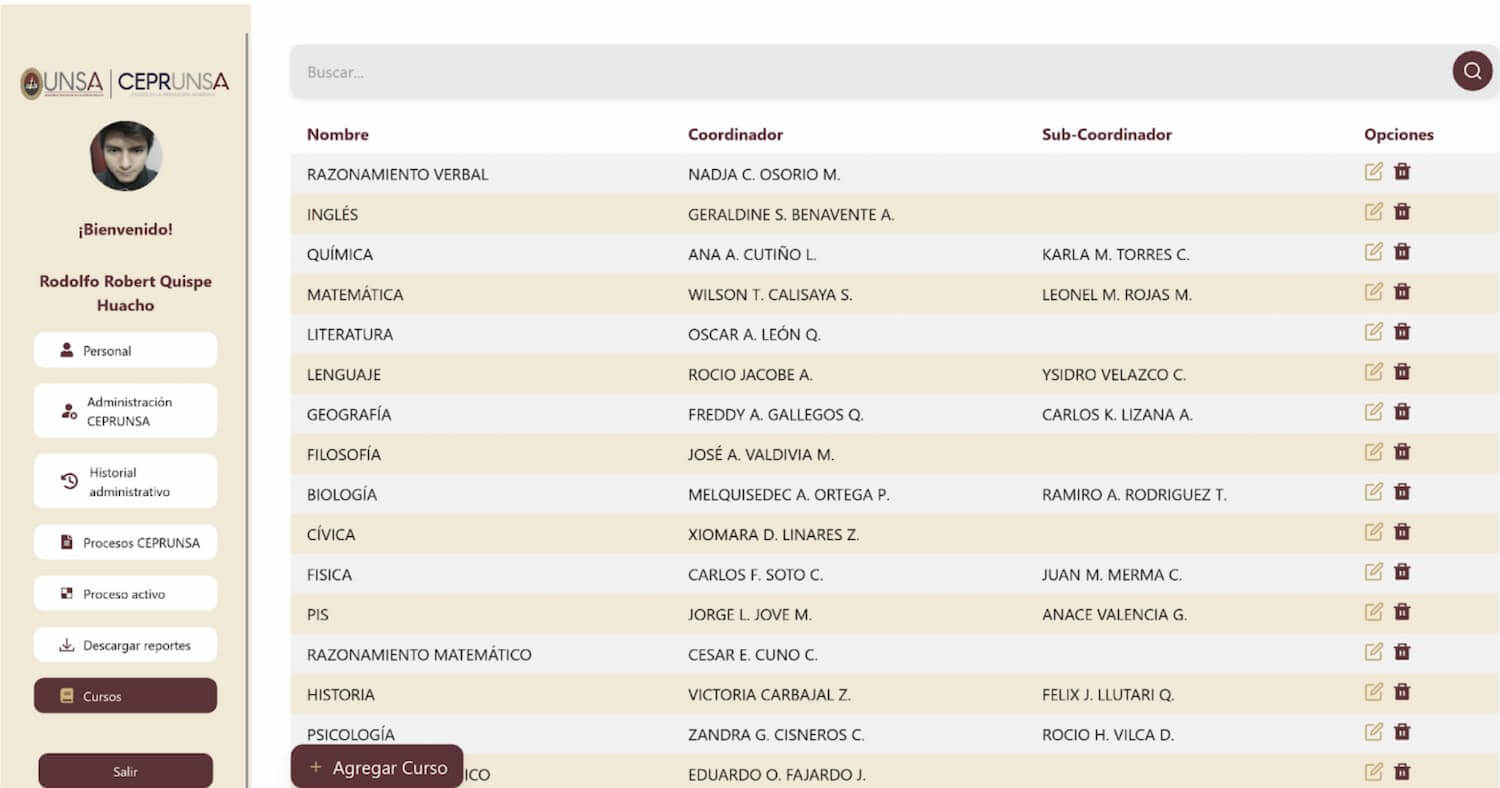 UNSA | CEPRUNSA
¡Bienvenido!
Rodolfo Robert Quispe
Huacho
Personal
Administración
CEPRUNSA
Historial
administrativo
Procesos CEPRUNSA
Proceso activo
Descargar reportes
Cursos
Salir
Buscar...
Nombre Coordinador Sub-Coordinador Opciones
RAZONAMIENTO VERBAL NADJA C. OSORIO M.
INGLÉS GERALDINE S. BENAVENTE A.
QUÍMICA ANA A. CUTIÑO L. KARLA M. TORRES C.
MATEMÁTICA WILSON T. CALISAYA S. LEONEL M. ROJAS M.
LITERATURA OSCAR A. LEÓN Q.
LENGUAJE ROCIO JACOBE A. YSIDRO VELAZCO C.
GEOGRAFÍA FREDDY A. GALLEGOS Q. CARLOS K. LIZANA A.
FILOSOFÍA JOSÉ A. VALDIVIA M.
BIOLOGÍA MELQUISEDEC A. ORTEGA P. RAMIRO A. RODRIGUEZ T.
CÍVICA XIOMARA D. LINARES Z.
FISICA CARLOS F. SOTO C. JUAN M. MERMA C.
PIS JORGE L. JOVE M. ANACE VALENCIA G.
RAZONAMIENTO MATEMÁTICO CESAR E. CUNO C.
HISTORIA VICTORIA CARBAJAL Z. FELIX J. LLUTARI Q.
PSICOLOGÍA ZANDRA G. CISNEROS C. ROCIO H. VILCA D.
ICO EDUARDO O. FAJARDO J.
+ Agregar Curso